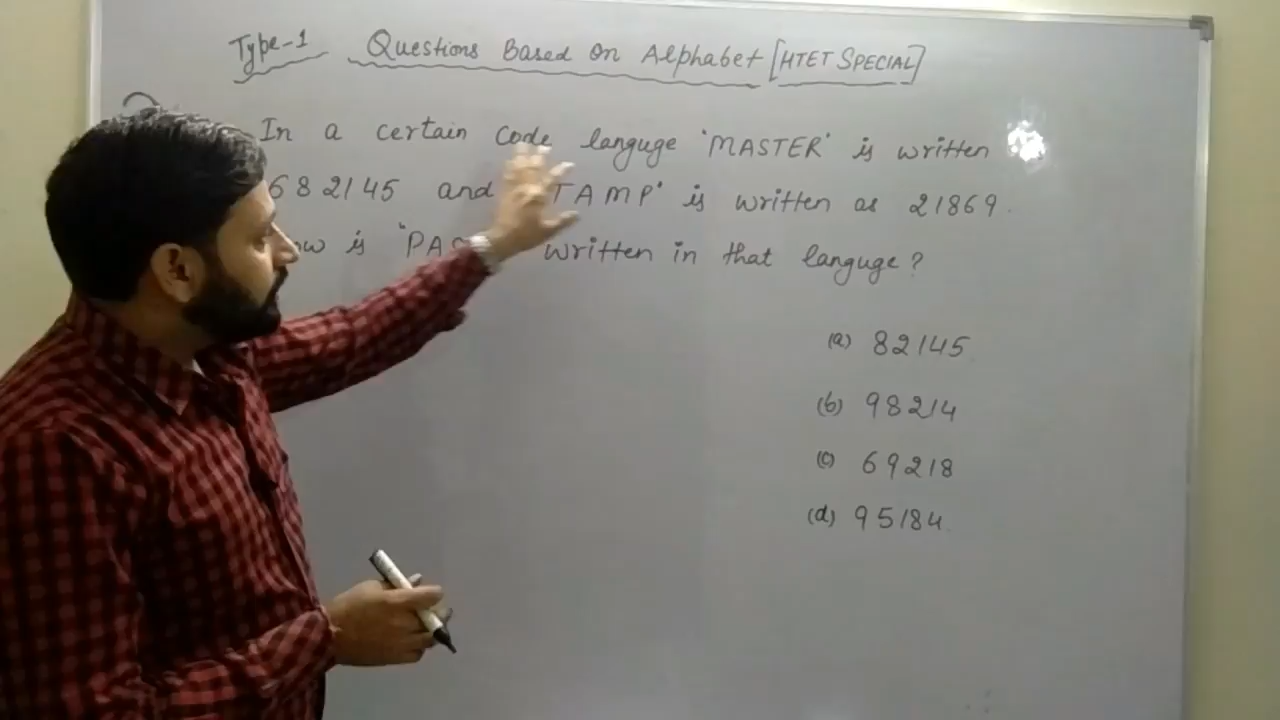 Type-1 Questions Based on Alphabet [HTET SPECIAL]
In a certain code languge 'MASTER' is written
682145 and TAMP' is written as 21869.
is "PAS written in that languge?
(a) 82145
(b) 98214
(c) 69218
(d) 95184